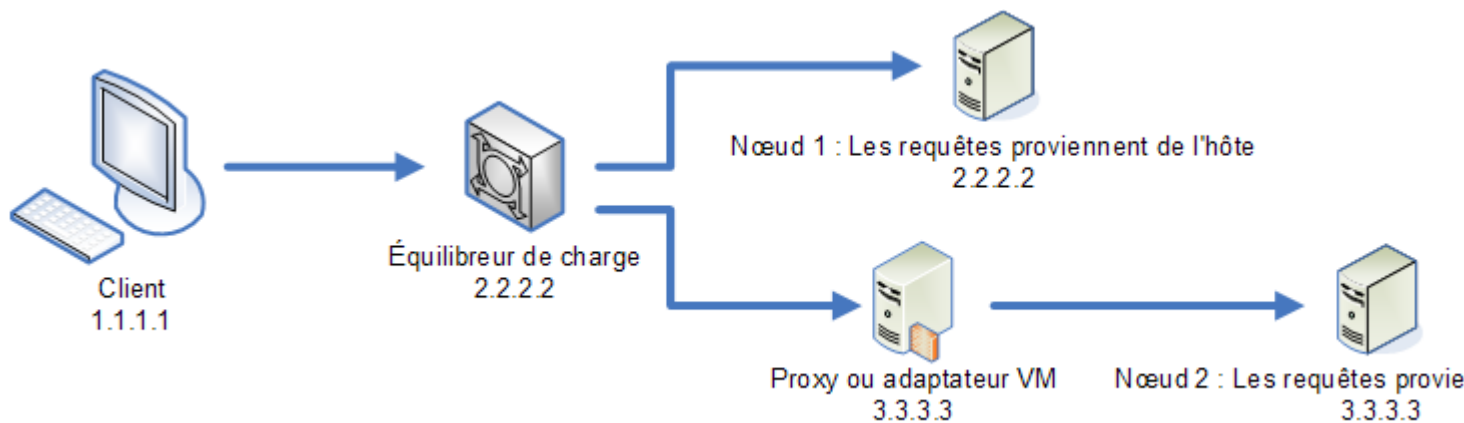 Nœud 1 : Les requêtes proviennent de l"hôte
2.2.2.2
Équilibreur de charge
2.2.2.2
Client
1.1.1.1
Proxy ou adaptateur VM
3.3.3.3
Nœud 2 : Les requêtes provie
3.3.3.3